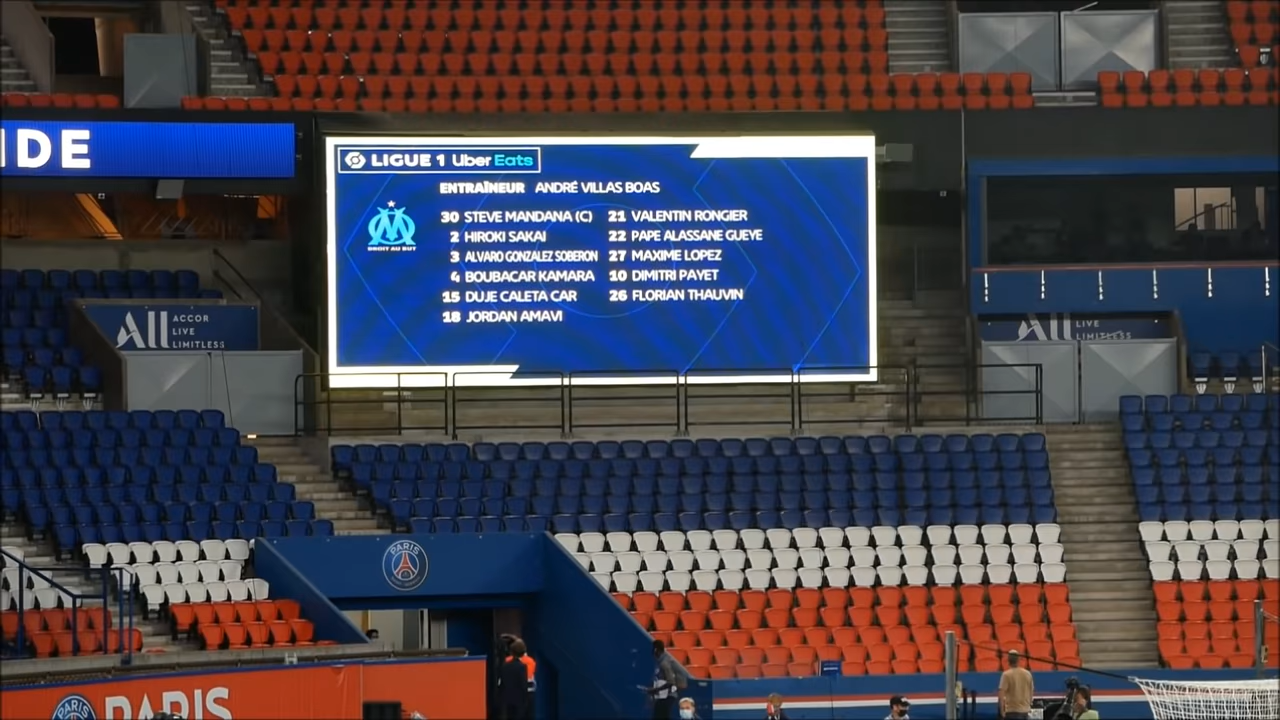 IDE
LIGUE 1 Uber Eats
ENTRAÎNEUR ANDRÉ VILLAS BOAS
DROIT AU BUT
30 STEVE MANDANA (C)
2 HIROKI SAKAI
3 ALVARO GONZALEZ SOBERON
4 BOUBACAR KAMARA
15 DUJE CALETA CAR
18 JORDAN AMAVI
21 VALENTIN RONGIER
22 PAPE ALASSANE GUEYE
27 MAXIME LOPEZ
10 DIMITRI PAYET
26 FLORIAN THAUVIN
ALL ACCOR
LIVE
LIMITLESS
ALL LIVE
LIMITLESS
PARIS
PARIS
PARIS